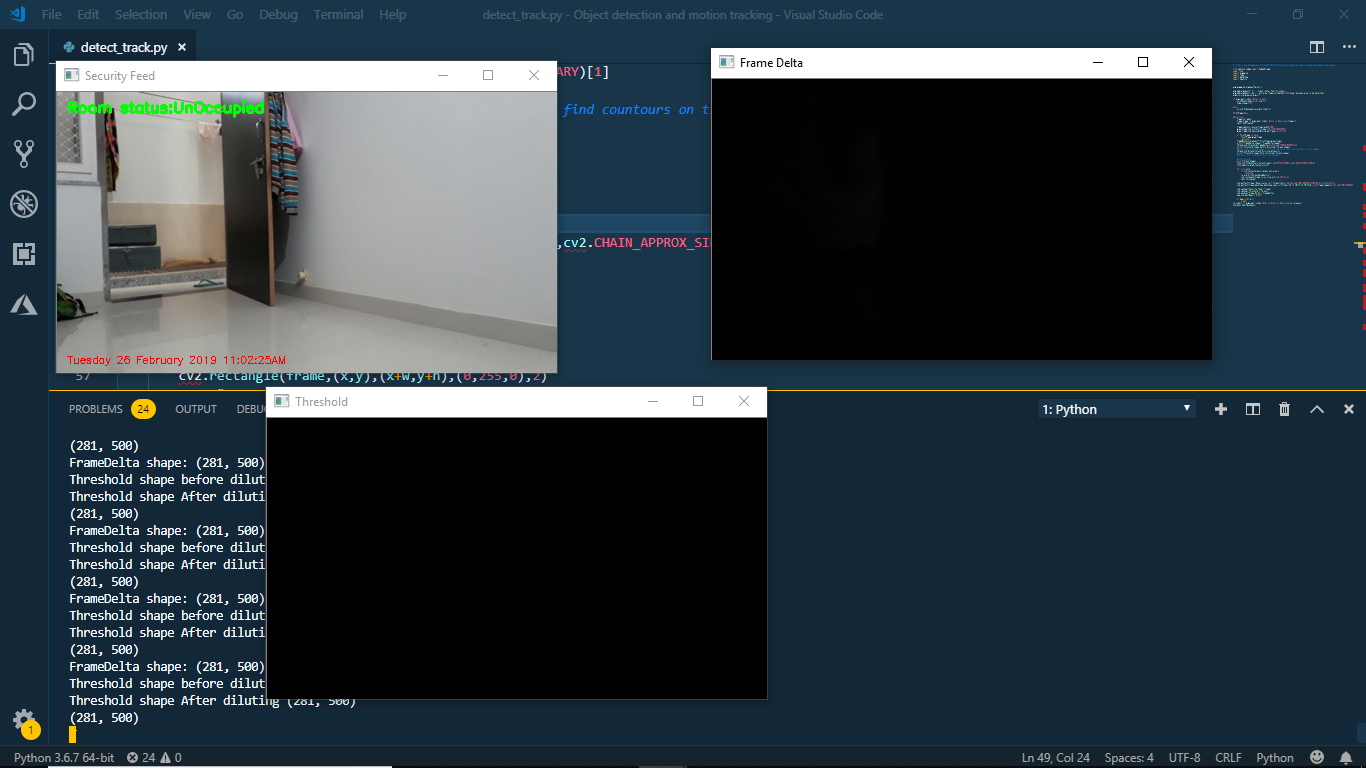 File Edit Selection View Go Debug Terminal Help
detect_track.py - Object detection and motion tracking - Visual Studio Code
detect_track.py
Security Feed
Room status:UnOccupied
Tuesday 26 February 2019 11:02:25AM
ARY)[1]
find countours on t
,cv2.CHAIN_APPROX_SI
Frame Delta
57 cv2.rectangle(frame,(x,y),(x+w,y+h),(0,255,0),2)
PROBLEMS 24 OUTPUT DEBU
1: Python
Threshold
(281, 500)
FrameDelta shape: (281, 500)
Threshold shape before dilut
Threshold shape After diluti
(281, 500)
FrameDelta shape: (281, 500)
Threshold shape before dilut
Threshold shape After diluti
(281, 500)
FrameDelta shape: (281, 500)
Threshold shape before dilut
Threshold shape After diluti
(281, 500)
FrameDelta shape: (281, 500)
Threshold shape before dilut
Threshold shape After diluting (281, 500)
(281, 500)
1
Python 3.6.7 64-bit 24 0
Ln 49, Col 24 Spaces: 4 UTF-8 CRLF Python